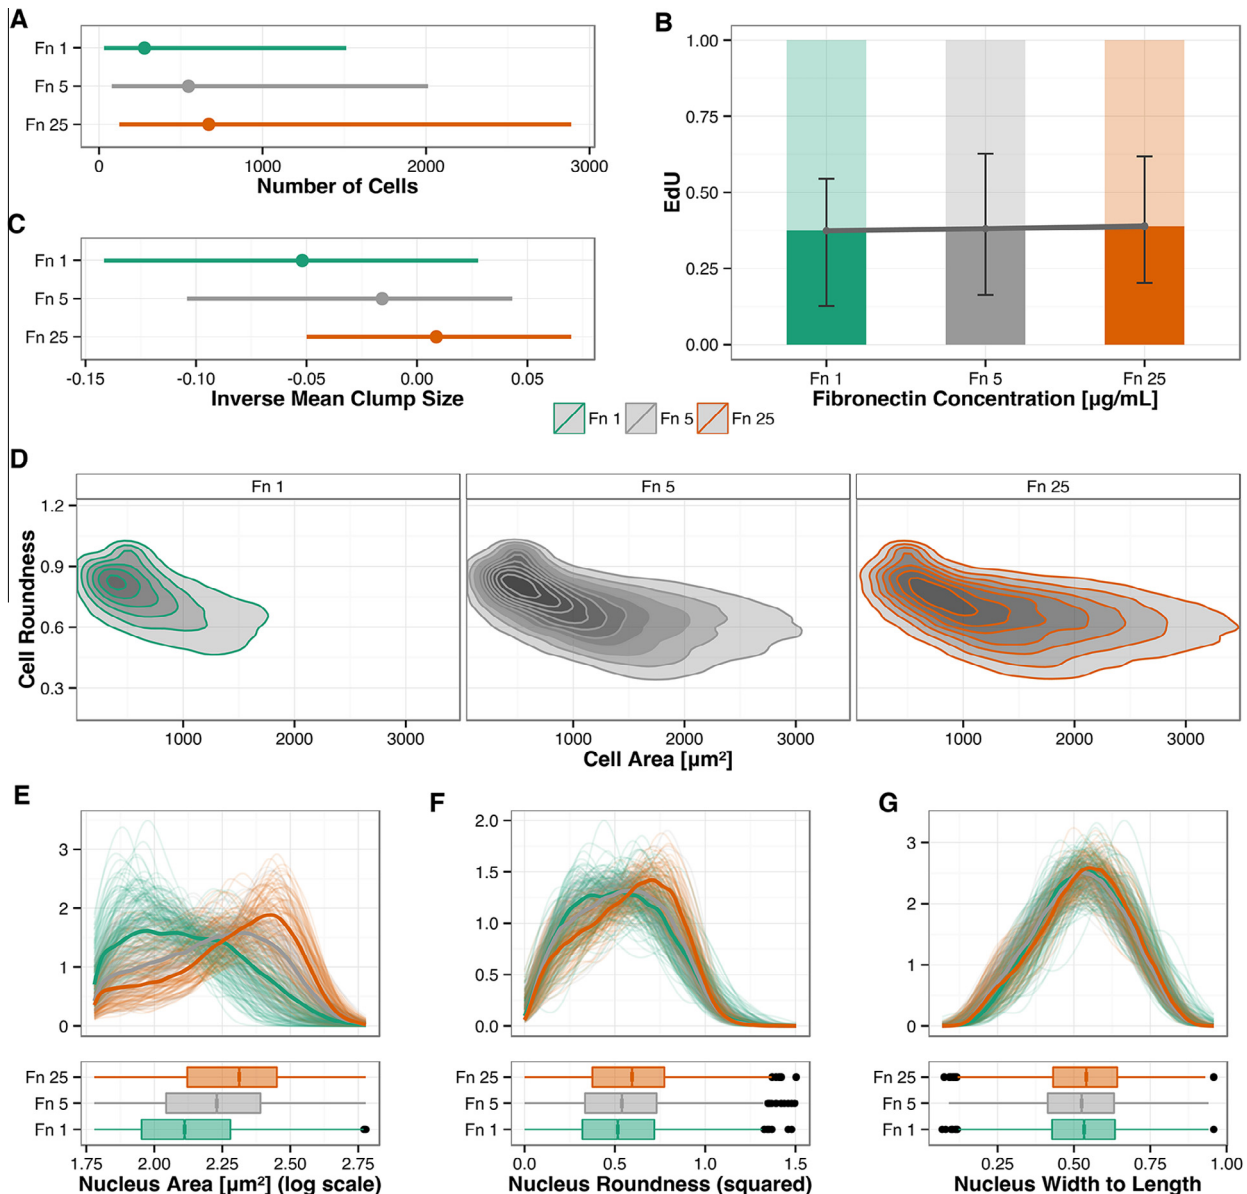 A
Fn 1
Fn 5
Fn 25
0 1000 2000 3000
Number of Cells
B
1.00
0.75
0.50
0.25
0.00
EdU
Fn 1 Fn 5 Fn 25
Fibronectin Concentration [µg/mL]
C
Fn 1
Fn 5
Fn 25
-0.15 -0.10 -0.05 0.00 0.05
Inverse Mean Clump Size
Fn 1 Fn 5 Fn 25
D
Fn 1 Fn 5 Fn 25
1.2
0.9
0.6
0.3
Cell Roundness
1000 2000 3000 1000 2000 3000 1000 2000 3000
Cell Area [µm²]
E
3
2
1
0
Fn 25
Fn 5
Fn 1
1.75 2.00 2.25 2.50 2.75
Nucleus Area [µm²] (log scale)
F
2.0
1.5
1.0
0.5
0.0
Fn 25
Fn 5
Fn 1
0.0 0.5 1.0 1.5
Nucleus Roundness (squared)
G
3
2
1
0
Fn 25
Fn 5
Fn 1
0.25 0.50 0.75 1.00
Nucleus Width to Length